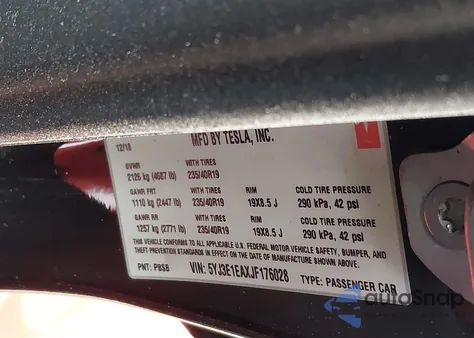 12/18 MFD BY TESLA, INC.
GVWR WITH TIRES
2126 kg (4687 lb) 235/40R19
GAWR FRT WITH TIRES RIM COLD TIRE PRESSURE
1110 kg (2447 lb) 235/40R19 19X8.5 J 290 kPa, 42 psi
GAWR RR WITH TIRES RIM COLD TIRE PRESSURE
1257 kg (2771 lb) 235/40R19 19X8.5 J 290 kPa, 42 psi
THIS VEHICLE CONFORMS TO ALL APPLICABLE U.S. FEDERAL MOTOR VEHICLE SAFETY, BUMPER, AND
THEFT PREVENTION STANDARDS IN EFFECT ON THE DATE OF MANUFACTURE SHOWN ABOVE.
PNT: PBSB VIN: 5YJ3E1EAXJF176028 TYPE: PASSENGER CAR
autoSnap